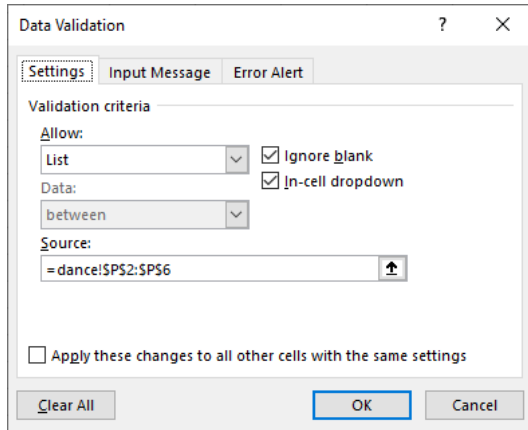 Data Validation ? ×
Settings Input Message Error Alert
Validation criteria
Allow:
List
Ignore blank
In-cell dropdown
Data:
between
Source:
=dance!$P$2:$P$6
Apply these changes to all other cells with the same settings
Clear All OK Cancel